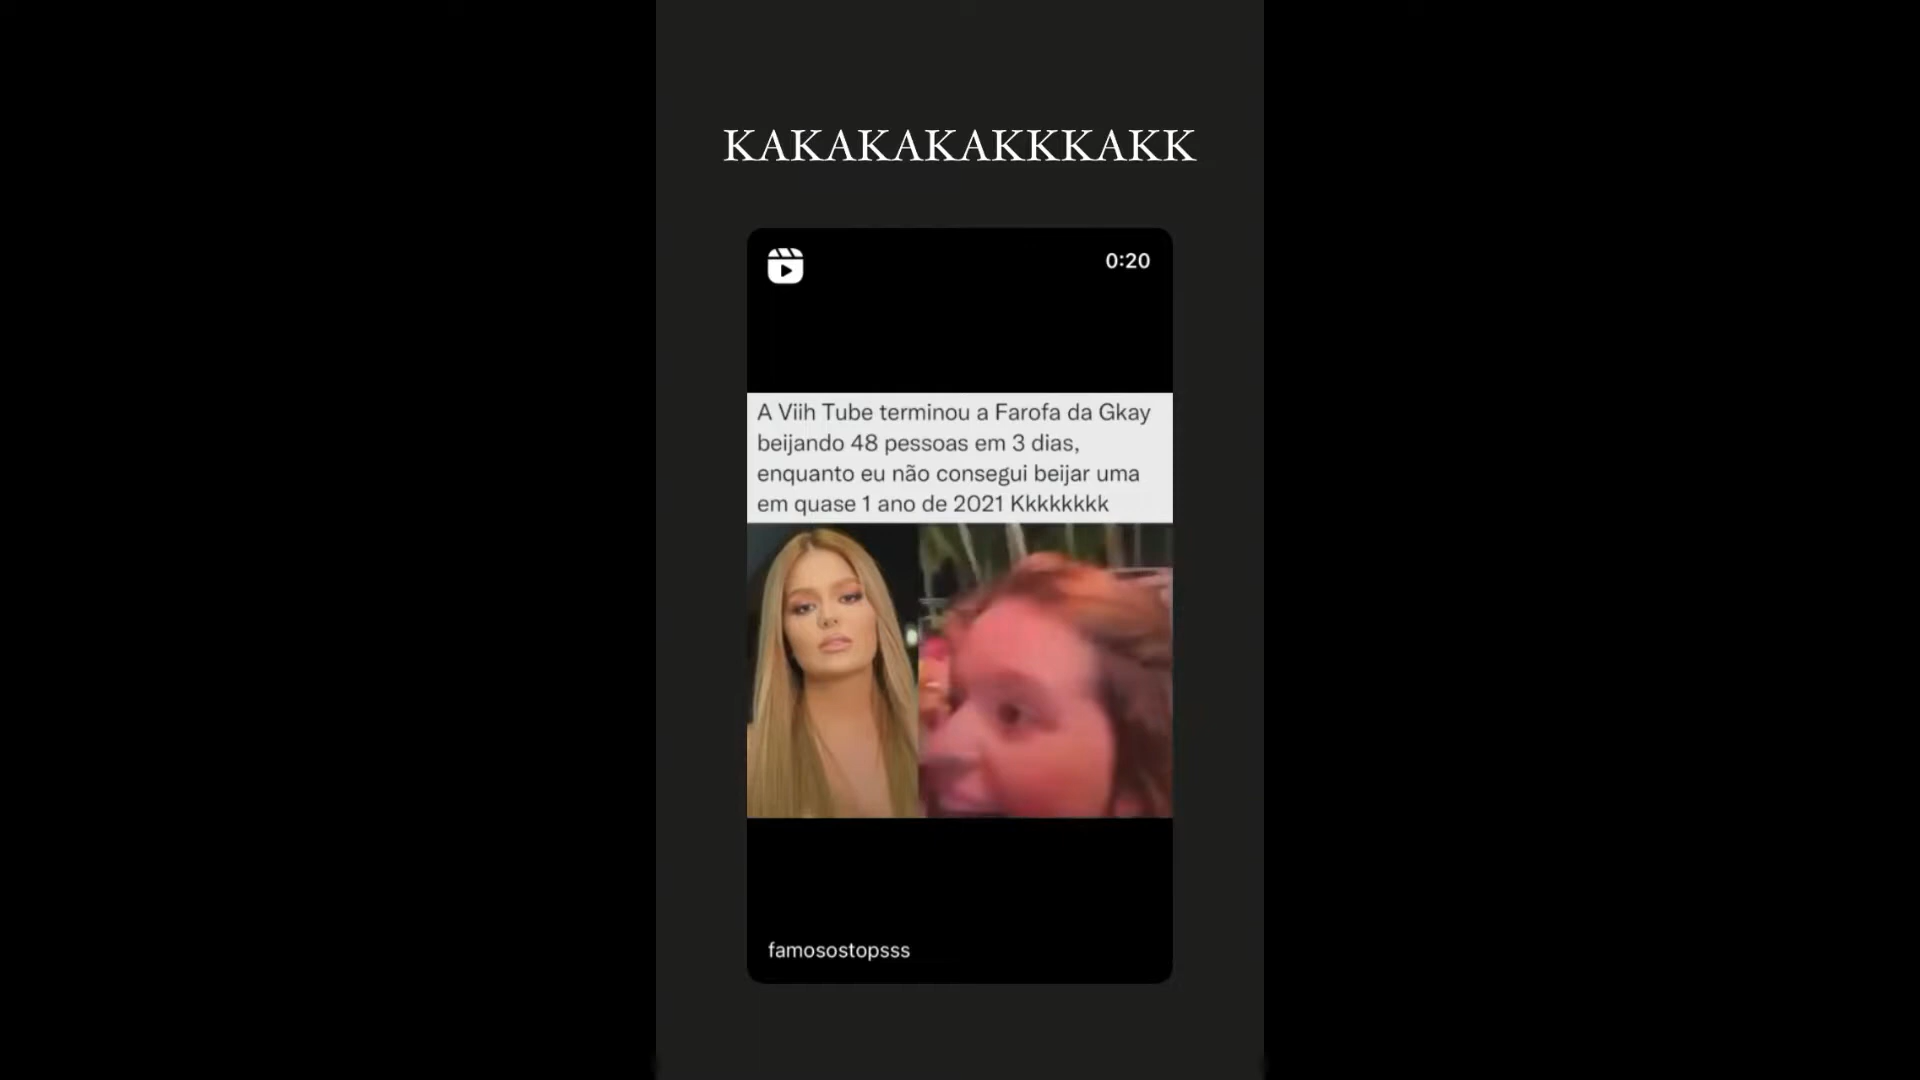 KAKAKAKAKKKAKK
0:20
A Viih Tube terminou a Farofa da Gkay
beijando 48 pessoas em 3 dias,
enquanto eu não consegui beijar uma
em quase 1 ano de 2021 Kkkkkkkk
famosostopsss